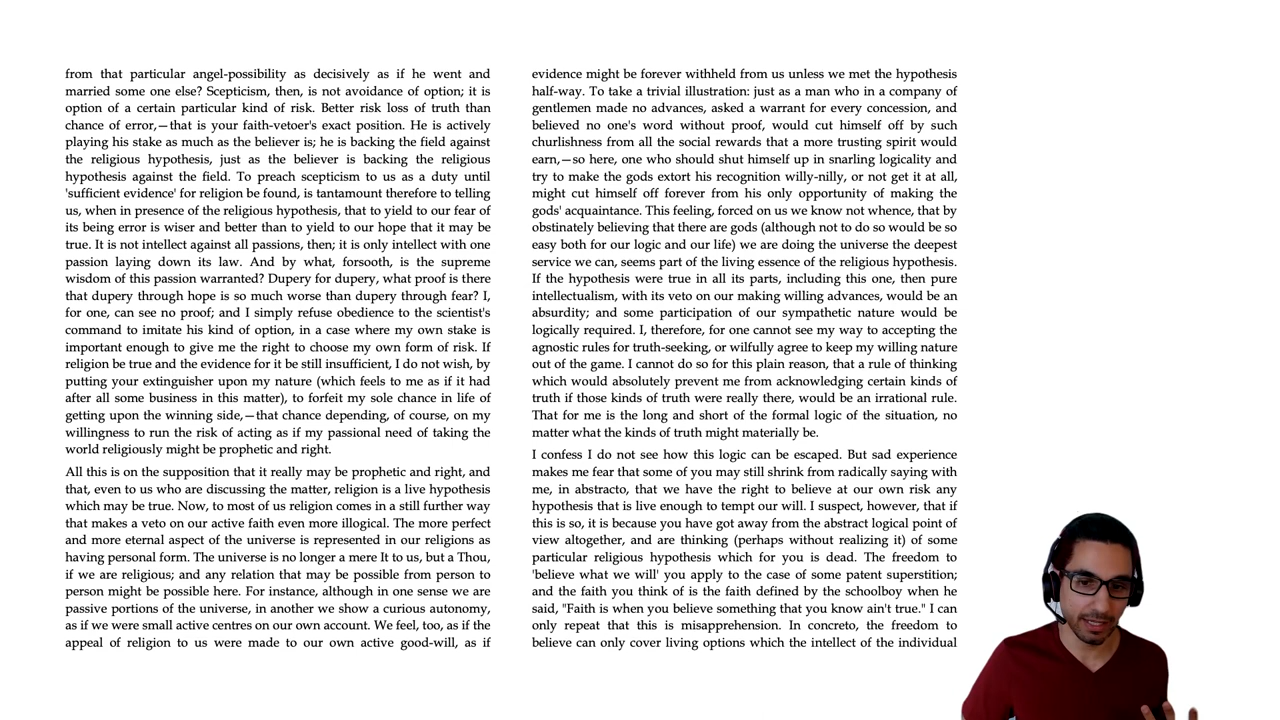 from that particular angel-possibility as decisively as if he went and
married some one else? Scepticism, then, is not avoidance of option; it is
option of a certain particular kind of risk. Better risk loss of truth than
chance of error,—that is your faith-vetoer's exact position. He is actively
playing his stake as much as the believer is; he is backing the field against
the religious hypothesis, just as the believer is backing the religious
hypothesis against the field. To preach scepticism to us as a duty until
'sufficient evidence' for religion be found, is tantamount therefore to telling
us, when in presence of the religious hypothesis, that to yield to our fear of
its being error is wiser and better than to yield to our hope that it may be
true. It is not intellect against all passions, then; it is only intellect with one
passion laying down its law. And by what, forsooth, is the supreme
wisdom of this passion warranted? Dupery for dupery, what proof is there
that dupery through hope is so much worse than dupery through fear? I,
for one, can see no proof; and I simply refuse obedience to the scientist's
command to imitate his kind of option, in a case where my own stake is
important enough to give me the right to choose my own form of risk. If
religion be true and the evidence for it be still insufficient, I do not wish, by
putting your extinguisher upon my nature (which feels to me as if it had
after all some business in this matter), to forfeit my sole chance in life of
getting upon the winning side,—that chance depending, of course, on my
willingness to run the risk of acting as if my passional need of taking the
world religiously might be prophetic and right.
All this is on the supposition that it really may be prophetic and right, and
that, even to us who are discussing the matter, religion is a live hypothesis
which may be true. Now, to most of us religion comes in a still further way
that makes a veto on our active faith even more illogical. The more perfect
and more eternal aspect of the universe is represented in our religions as
having personal form. The universe is no longer a mere It to us, but a Thou,
if we are religious; and any relation that may be possible from person to
person might be possible here. For instance, although in one sense we are
passive portions of the universe, in another we show a curious autonomy,
as if we were small active centres on our own account. We feel, too, as if the
appeal of religion to us were made to our own active good-will, as if
evidence might be forever withheld from us unless we met the hypothesis
half-way. To take a trivial illustration: just as a man who in a company of
gentlemen made no advances, asked a warrant for every concession, and
believed no one's word without proof, would cut himself off by such
churlishness from all the social rewards that a more trusting spirit would
earn,—so here, one who should shut himself up in snarling logicality and
try to make the gods extort his recognition willy-nilly, or not get it at all,
might cut himself off forever from his only opportunity of making the
gods' acquaintance. This feeling, forced on us we know not whence, that by
obstinately believing that there are gods (although not to do so would be so
easy both for our logic and our life) we are doing the universe the deepest
service we can, seems part of the living essence of the religious hypothesis.
If the hypothesis were true in all its parts, including this one, then pure
intellectualism, with its veto on our making willing advances, would be an
absurdity; and some participation of our sympathetic nature would be
logically required. I, therefore, for one cannot see my way to accepting the
agnostic rules for truth-seeking, or wilfully agree to keep my willing nature
out of the game. I cannot do so for this plain reason, that a rule of thinking
which would absolutely prevent me from acknowledging certain kinds of
truth if those kinds of truth were really there, would be an irrational rule.
That for me is the long and short of the formal logic of the situation, no
matter what the kinds of truth might materially be.
I confess I do not see how this logic can be escaped. But sad experience
makes me fear that some of you may still shrink from radically saying with
me, in abstracto, that we have the right to believe at our own risk any
hypothesis that is live enough to tempt our will. I suspect, however, that if
this is so, it is because you have got away from the abstract logical point of
view altogether, and are thinking (perhaps without realizing it) of some
particular religious hypothesis which for you is dead. The freedom to
'believe what we will' you apply to the case of some patent superstition;
and the faith you think of is the faith defined by the schoolboy when he
said, "Faith is when you believe something that you know ain't true." I can
only repeat that this is misapprehension. In concreto, the freedom to
believe can only cover living options which the intellect of the individual